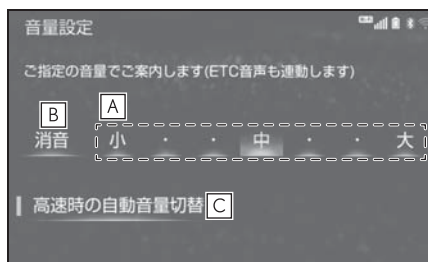 音量設定
ご指定の音量でご案内します(ETC音声も連動します)
B A
消音 小 ・ ・ 中 ・ ・ 大
高速時の自動音量切替 C